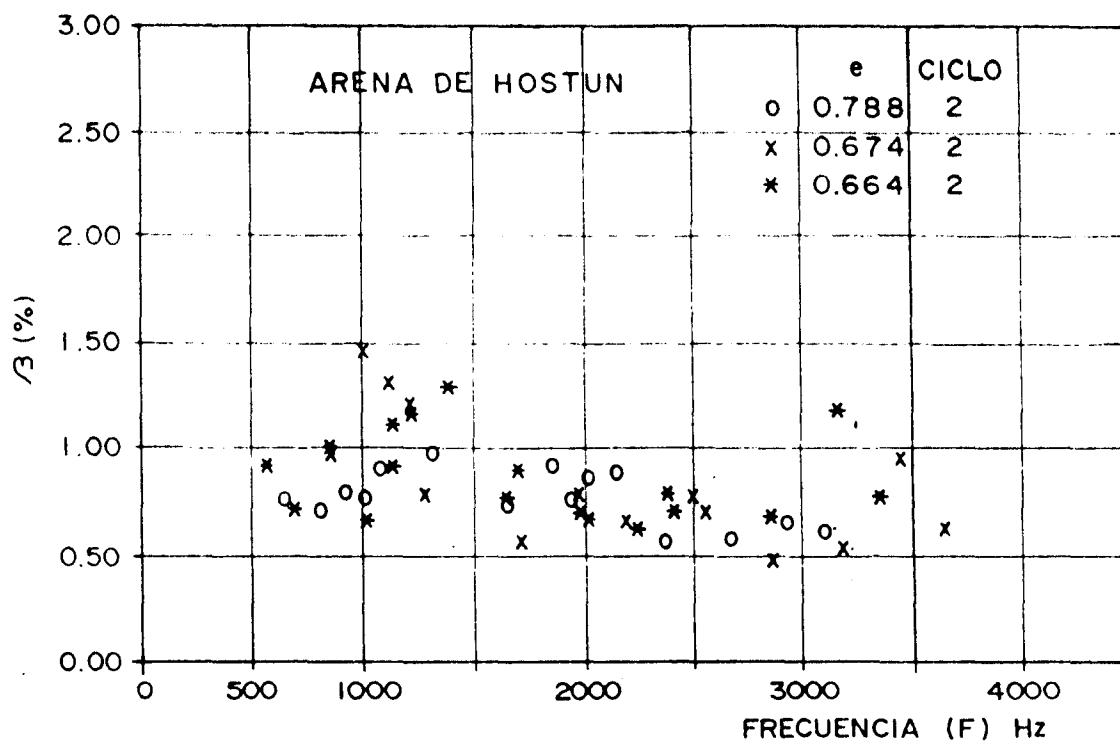 3.00
ARENA DE HOSTUN
e CICLO
o 0.788 2
x 0.674 2
* 0.664 2
2.50
2.00
1.50
1.00
0.50
0.00
β (%)
0 500 1000 2000 3000 4000
FRECUENCIA (F) Hz